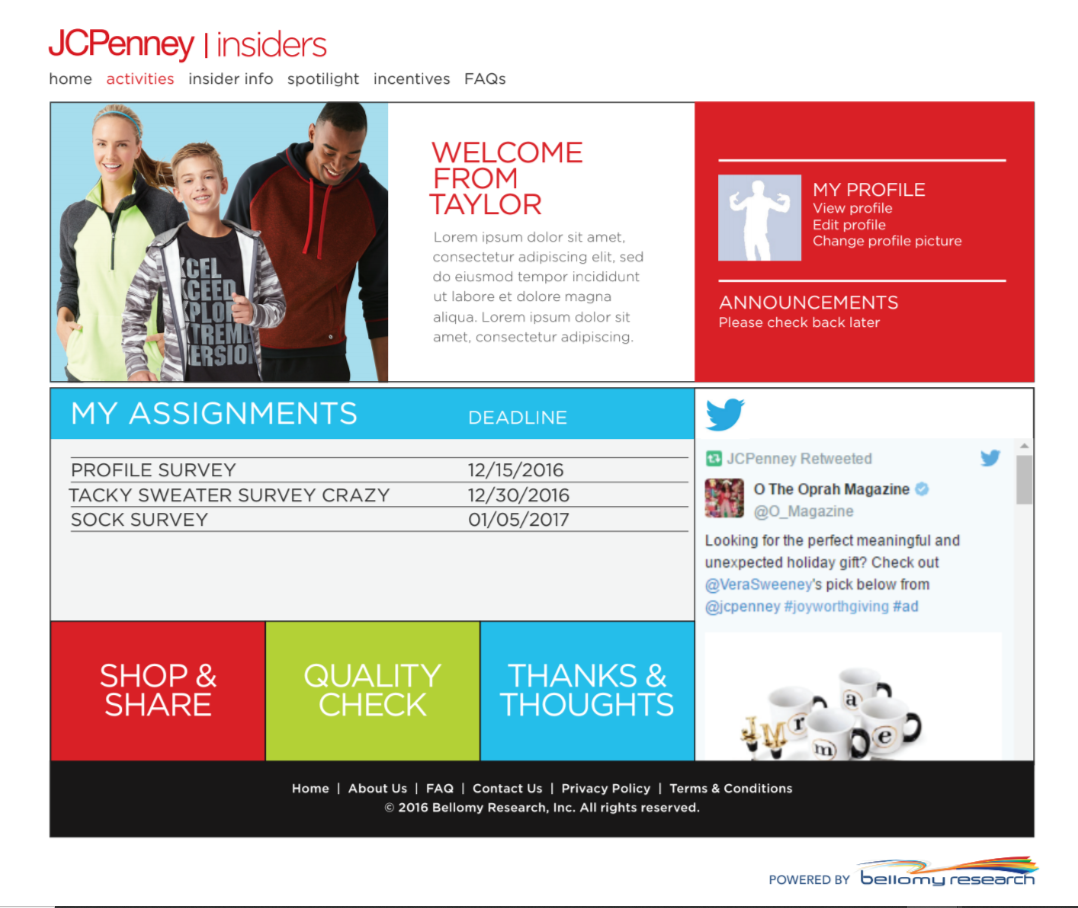 JCPenney | insiders
home activities insider info spotilight incentives FAQs
XCEL
XCEED
XPLOR
XTREME
ERSIO
WELCOME
FROM
TAYLOR
Lorem ipsum dolor sit amet,
consectetur adipiscing elit, sed
do eiusmod tempor incididunt
ut labore et dolore magna
aliqua. Lorem ipsum dolor sit
amet, consectetur adipiscing.
MY PROFILE
View profile
Edit profile
Change profile picture
ANNOUNCEMENTS
Please check back later
MY ASSIGNMENTS DEADLINE
PROFILE SURVEY 12/15/2016
TACKY SWEATER SURVEY CRAZY 12/30/2016
SOCK SURVEY 01/05/2017
SHOP &
SHARE
QUALITY
CHECK
THANKS &
THOUGHTS
JCPenney Retweeted
O The Oprah Magazine
@O_Magazine
Looking for the perfect meaningful and
unexpected holiday gift? Check out
@VeraSweeney's pick below from
@jcpenney #joyworthgiving #ad
r
a
m
e
Home | About Us | FAQ | Contact Us | Privacy Policy | Terms & Conditions
© 2016 Bellomy Research, Inc. All rights reserved.
POWERED BY bellomy research